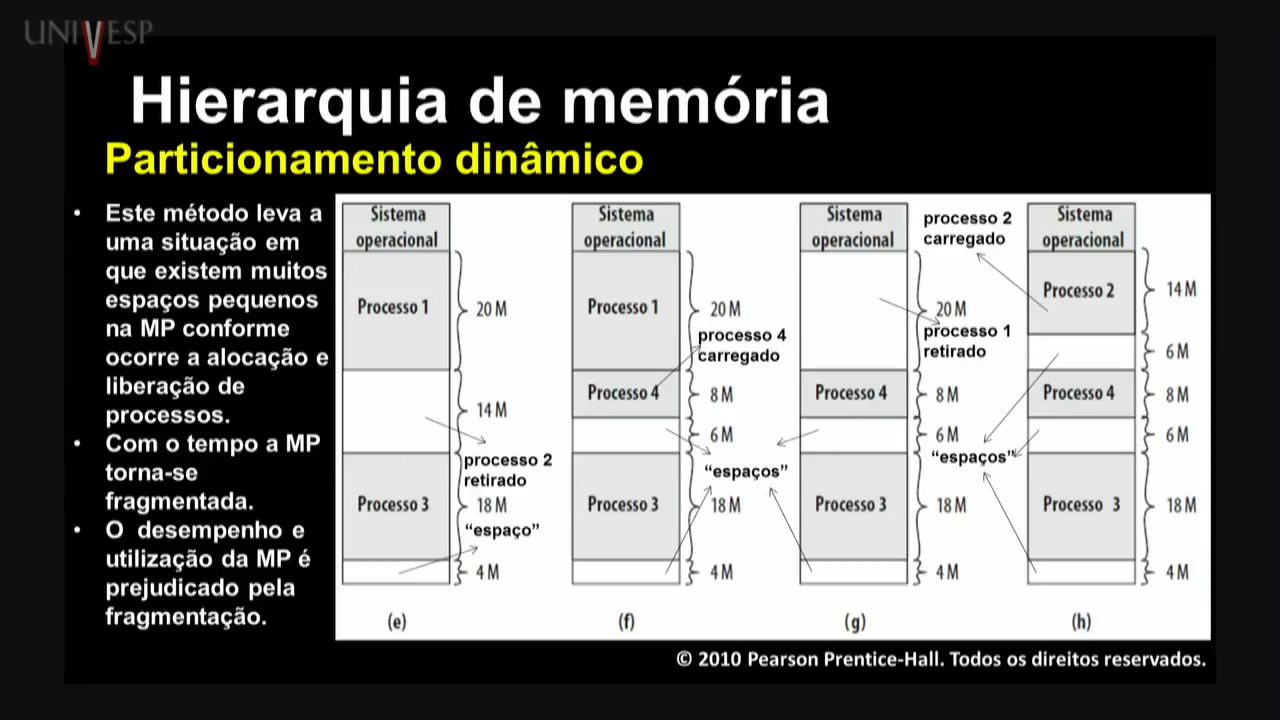 UNIVESP
Hierarquia de memória
Particionamento dinâmico
• Este método leva a
uma situação em
que existem muitos
espaços pequenos
na MP conforme
ocorre a alocação e
liberação de
processos.
• Com o tempo a MP
torna-se
fragmentada.
• O desempenho e
utilização da MP é
prejudicado pela
fragmentação.
Sistema
operacional
Processo 1
20 M
14 M
processo 2
retirado
Processo 3
18 M
"espaço"
4 M
(e)
Sistema
operacional
Processo 1
20 M
processo 4
carregado
Processo 4
8 M
6 M
"espaços"
Processo 3
18 M
4 M
(f)
Sistema
operacional
20 M
processo 1
retirado
Processo 4
8 M
6 M
"espaços"
Processo 3
18 M
4 M
(g)
processo 2
carregado
Sistema
operacional
Processo 2
14 M
6 M
Processo 4
8 M
6 M
Processo 3
18 M
4 M
(h)
© 2010 Pearson Prentice-Hall. Todos os direitos reservados.